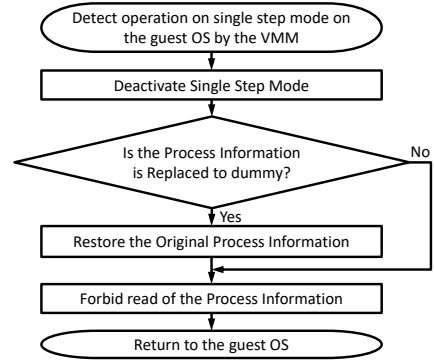 Detect operation on single step mode on
the guest OS by the VMM
Deactivate Single Step Mode
Is the Process Information
is Replaced to dummy?
No
Yes
Restore the Original Process Information
Forbid read of the Process Information
Return to the guest OS